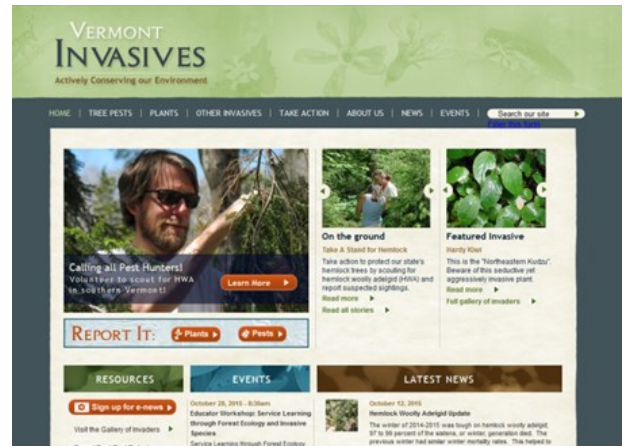 VERMONT
INVASIVES
Actively Conserving our Environment
HOME | TREE PESTS | PLANTS | OTHER INVASIVES | TAKE ACTION | ABOUT US | NEWS | EVENTS | Search our site
Calling all Pest Hunters!
Volunteer to scout for HWA
in southern Vermont!
Learn More
REPORT IT: Plants Pests
On the ground
Take A Stand for Hemlock
Take action to protect our state's
hemlock trees by scouting for
hemlock woolly adelgid (HWA) and
report suspected sightings.
Read more
Read all stories
Featured Invasive
Hardy Kiwi
This is the "Northeastern Kudzu".
Beware of this seductive yet
aggressively invasive plant.
Read more
Full gallery of invaders
RESOURCES
Sign up for e-news
Visit the Gallery of Invaders
EVENTS
October 28, 2015 - 8:30am
Educator Workshop: Service Learning
through Forest Ecology and Invasive
Species
Service Learning through Forest Ecology
LATEST NEWS
October 12, 2015
Hemlock Woolly Adelgid Update
The winter of 2014-2015 was tough on hemlock woolly adelgid;
97 to 99 percent of the sistens, or winter, generation died. The
previous winter had similar winter mortality rates. This helped to